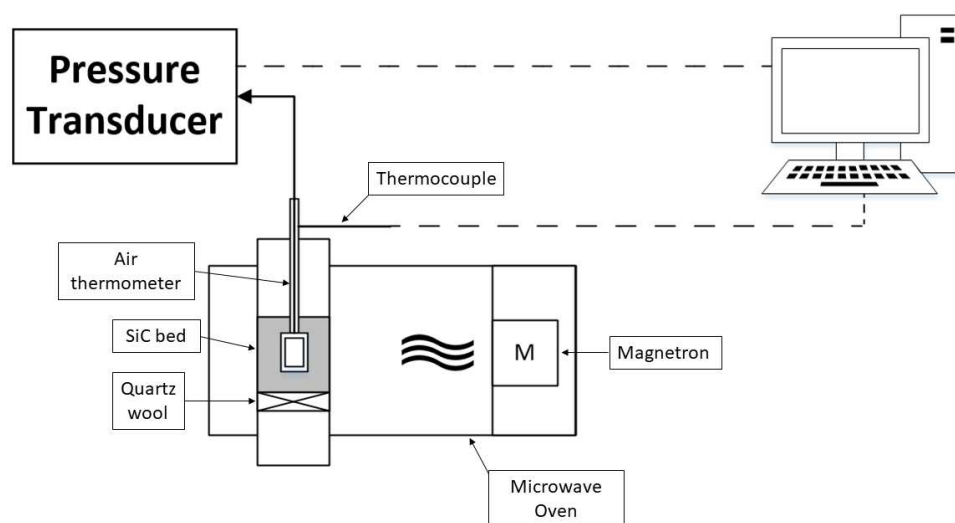 Pressure
Transducer
Thermocouple
Air
thermometer
SiC bed
M
Magnetron
Quartz
wool
Microwave
Oven